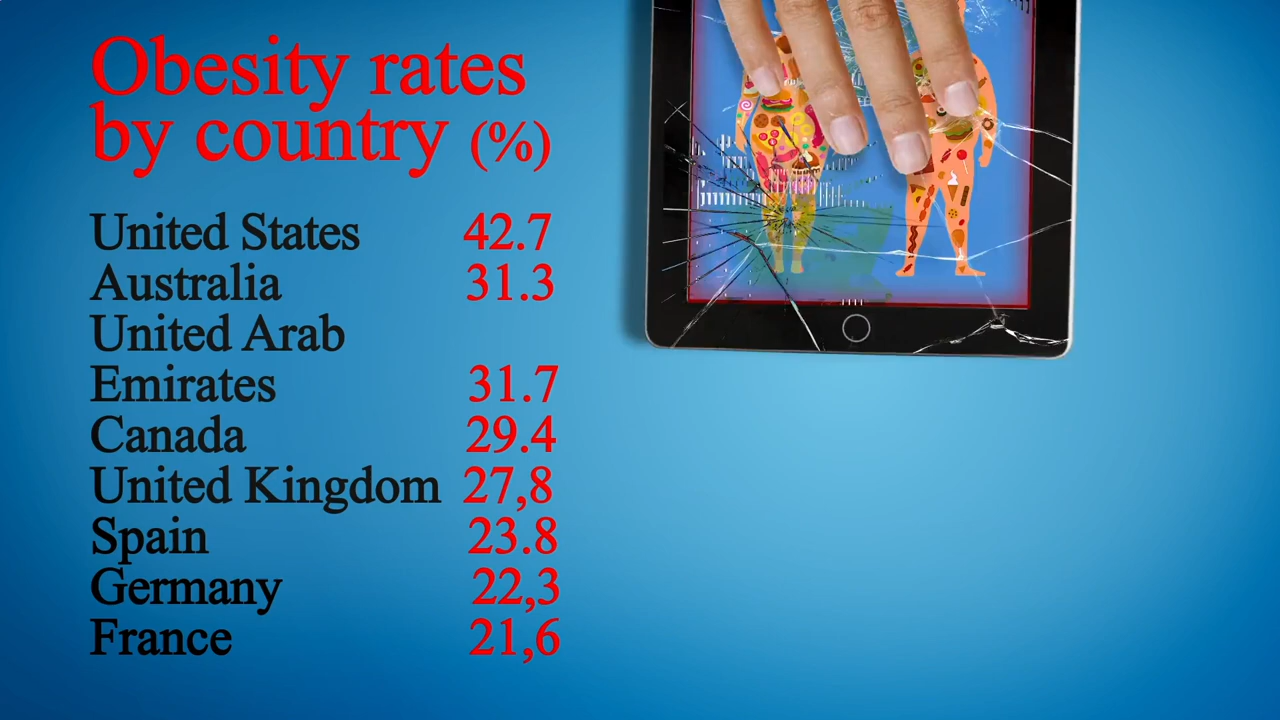 Obesity rates
by country (%)
United States 42.7
Australia 31.3
United Arab
Emirates 31.7
Canada 29.4
United Kingdom 27,8
Spain 23.8
Germany 22,3
France 21,6